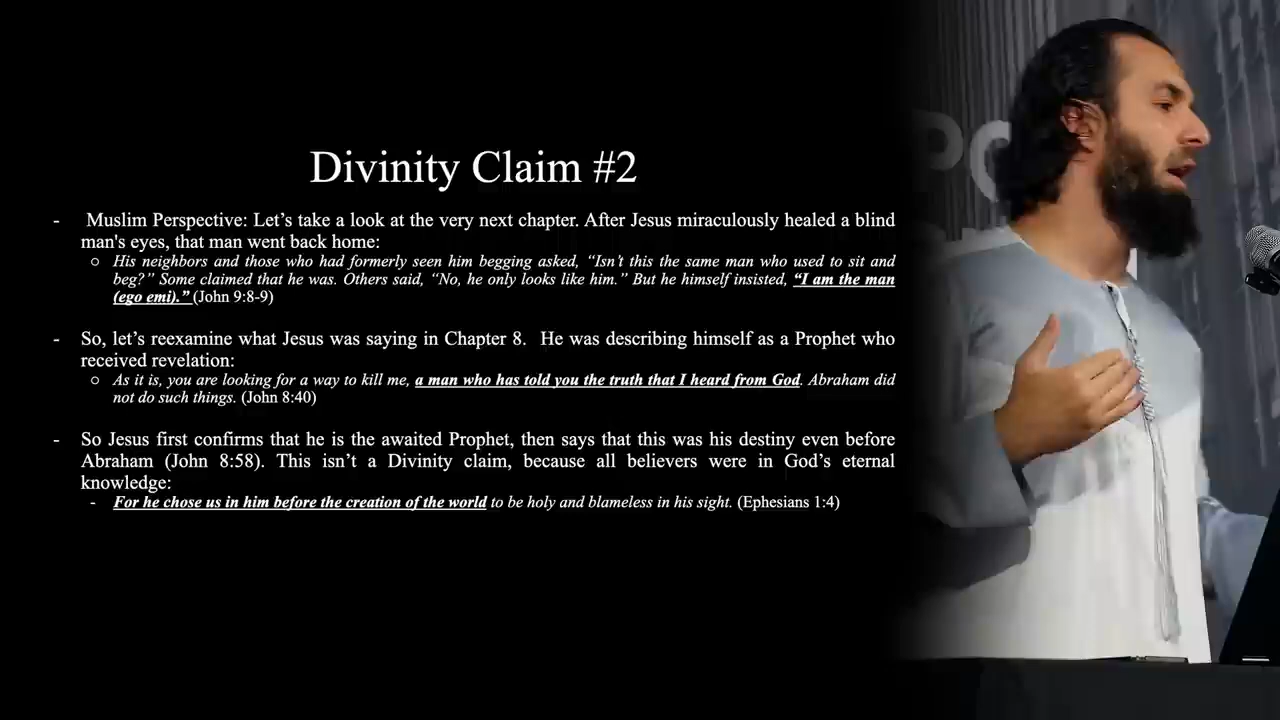 Divinity Claim #2
- Muslim Perspective: Let's take a look at the very next chapter. After Jesus miraculously healed a blind
man's eyes, that man went back home:
○ His neighbors and those who had formerly seen him begging asked, “Isn't this the same man who used to sit and
beg?” Some claimed that he was. Others said, “No, he only looks like him.” But he himself insisted, “I am the man
(ego emi).” (John 9:8-9)
- So, let's reexamine what Jesus was saying in Chapter 8. He was describing himself as a Prophet who
received revelation:
○ As it is, you are looking for a way to kill me, a man who has told you the truth that I heard from God. Abraham did
not do such things. (John 8:40)
- So Jesus first confirms that he is the awaited Prophet, then says that this was his destiny even before
Abraham (John 8:58). This isn't a Divinity claim, because all believers were in God's eternal
knowledge:
- For he chose us in him before the creation of the world to be holy and blameless in his sight. (Ephesians 1:4)